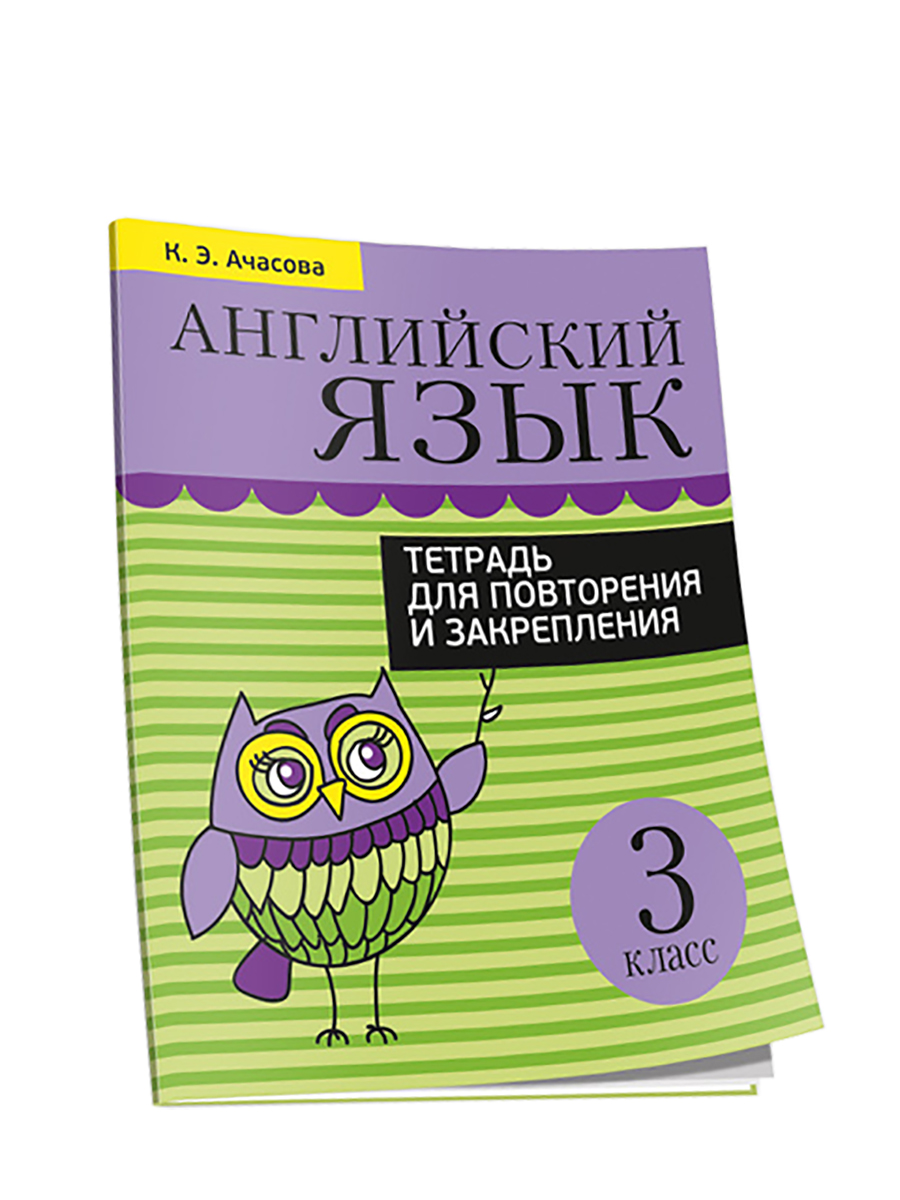 К. Э. Ачасова
АНГЛИЙСКИЙ
ЯЗЫК
ТЕТРАДЬ
ДЛЯ ПОВТОРЕНИЯ
И ЗАКРЕПЛЕНИЯ
3
класс